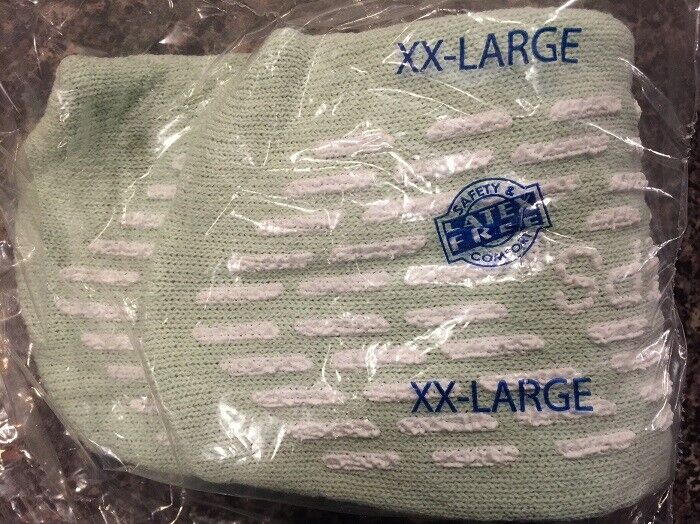 XX-LARGE
SAFETY &
LATEX
FREE
COMFORT
XX-LARGE